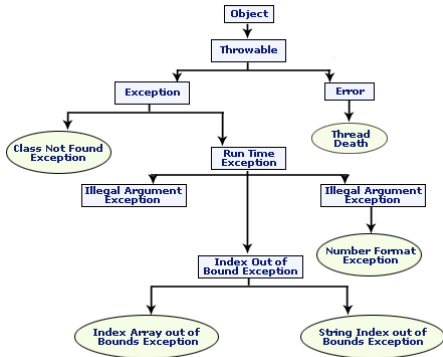 Object
Throwable
Exception
Error
Class Not Found
Exception
Thread
Death
Run Time
Exception
Illegal Argument
Exception
Illegal Argument
Exception
Number Format
Exception
Index Out of
Bound Exception
Index Array out of
Bounds Exception
String Index out of
Bounds Exception